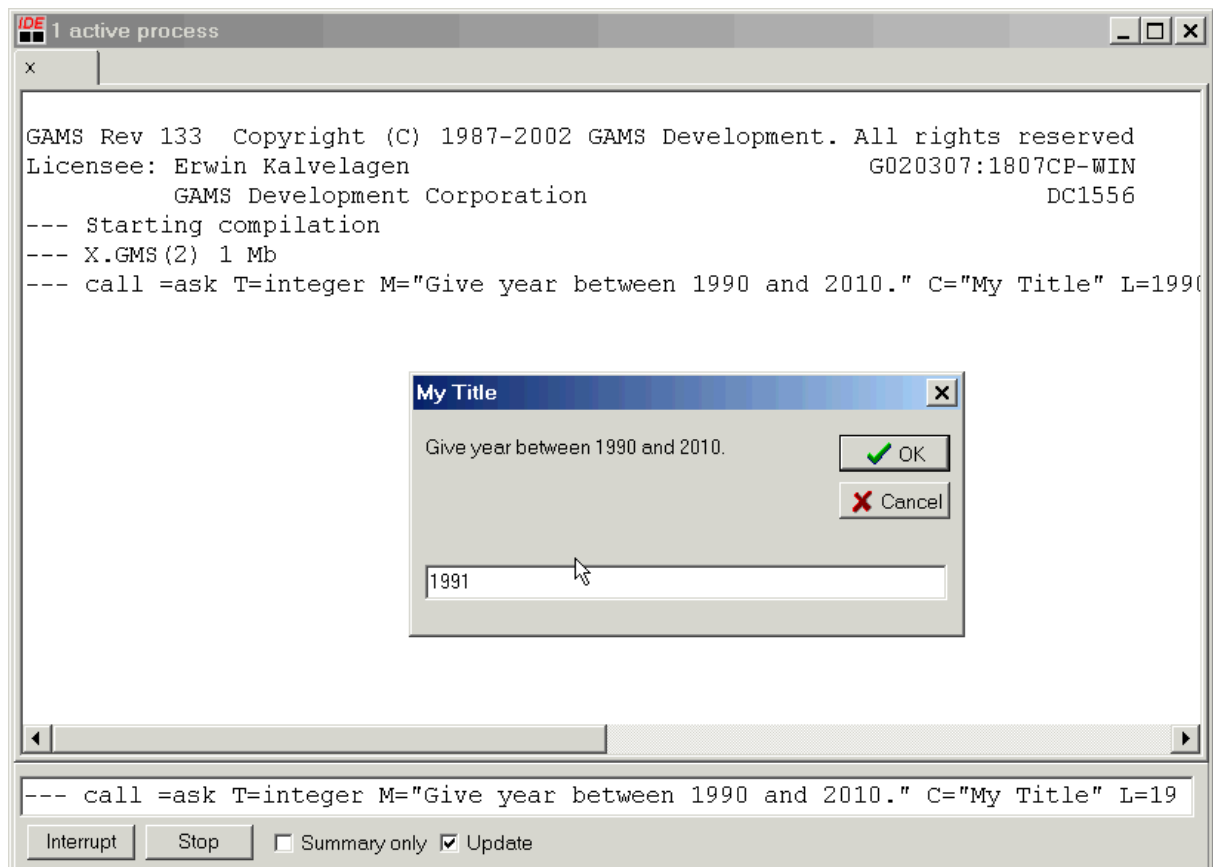 IDE 1 active process
x
GAMS Rev 133  Copyright (C) 1987-2002 GAMS Development. All rights reserved
Licensee: Erwin Kalvelagen                               G020307:1807CP-WIN
          GAMS Development Corporation                               DC1556
--- Starting compilation
--- X.GMS(2) 1 Mb
--- call =ask T=integer M="Give year between 1990 and 2010." C="My Title" L=1990
My Title
Give year between 1990 and 2010.
OK
Cancel
1991
--- call =ask T=integer M="Give year between 1990 and 2010." C="My Title" L=19
Interrupt Stop Summary only Update